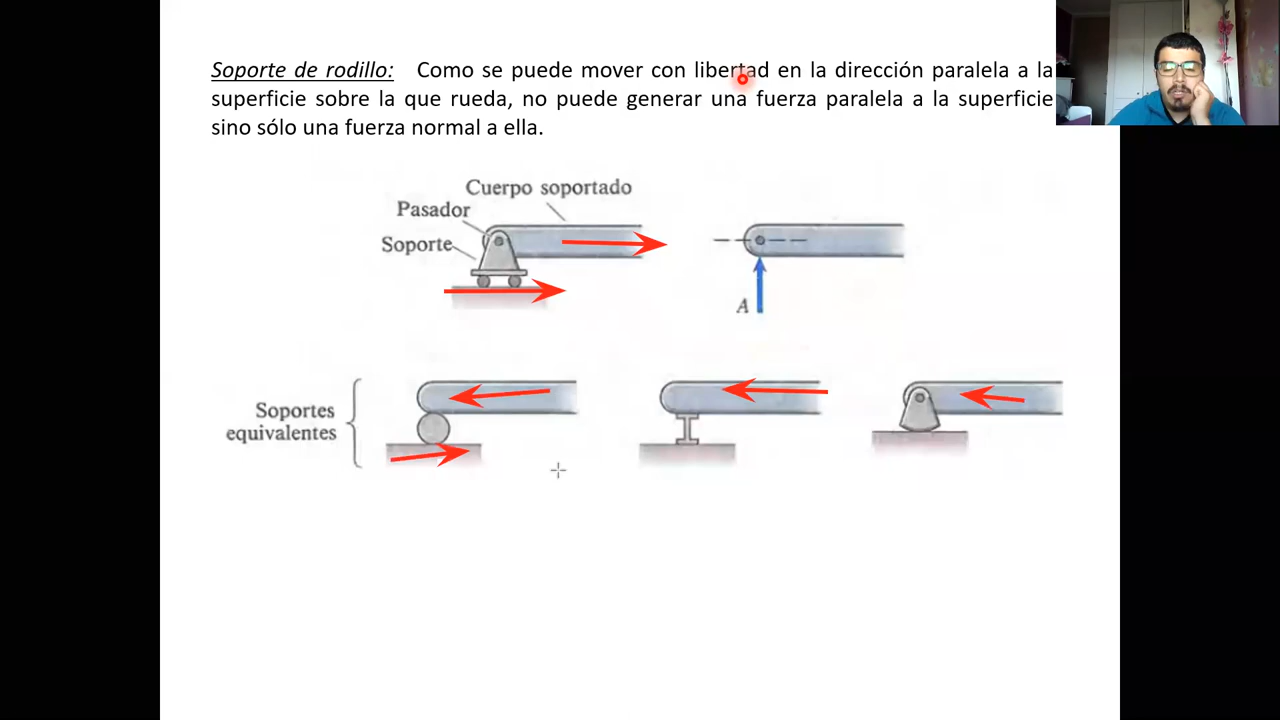 Soporte de rodillo: Como se puede mover con libertad en la dirección paralela a la
superficie sobre la que rueda, no puede generar una fuerza paralela a la superficie
sino sólo una fuerza normal a ella.
Cuerpo soportado
Pasador
Soporte
A
Soportes
equivalentes